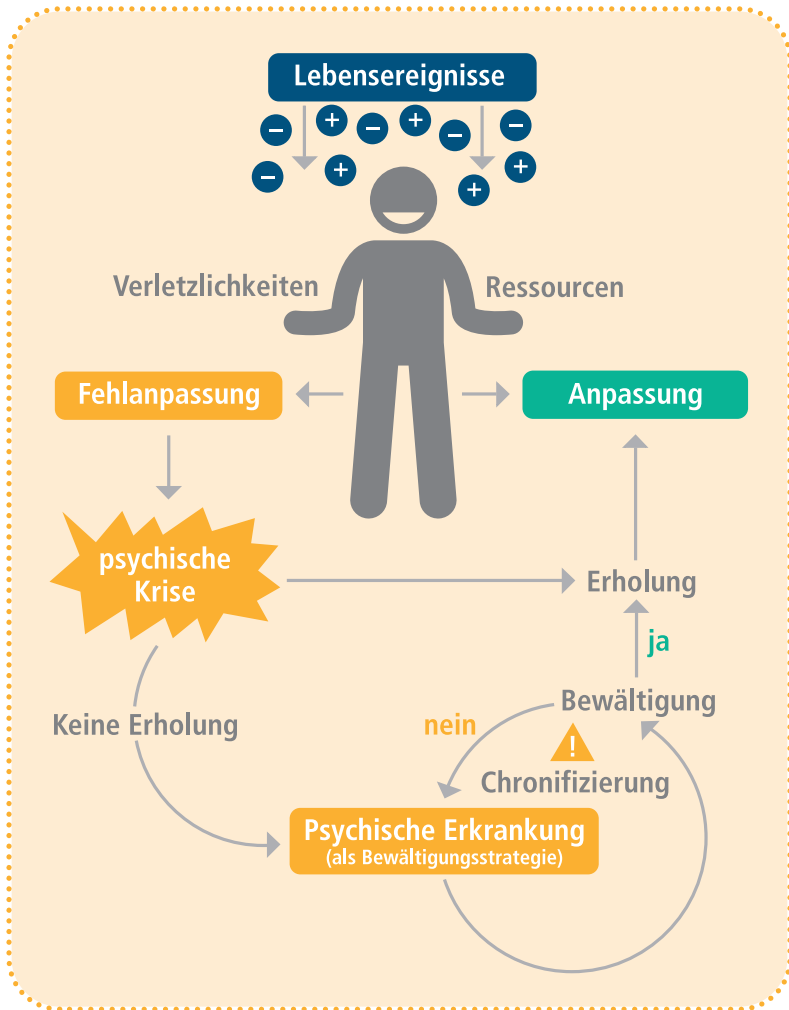 Lebensereignisse
Verletzlichkeiten
Ressourcen
Fehlanpassung
Anpassung
psychische
Krise
Erholung
ja
Keine Erholung
Bewältigung
nein
!
Chronifizierung
Psychische Erkrankung
(als Bewältigungsstrategie)